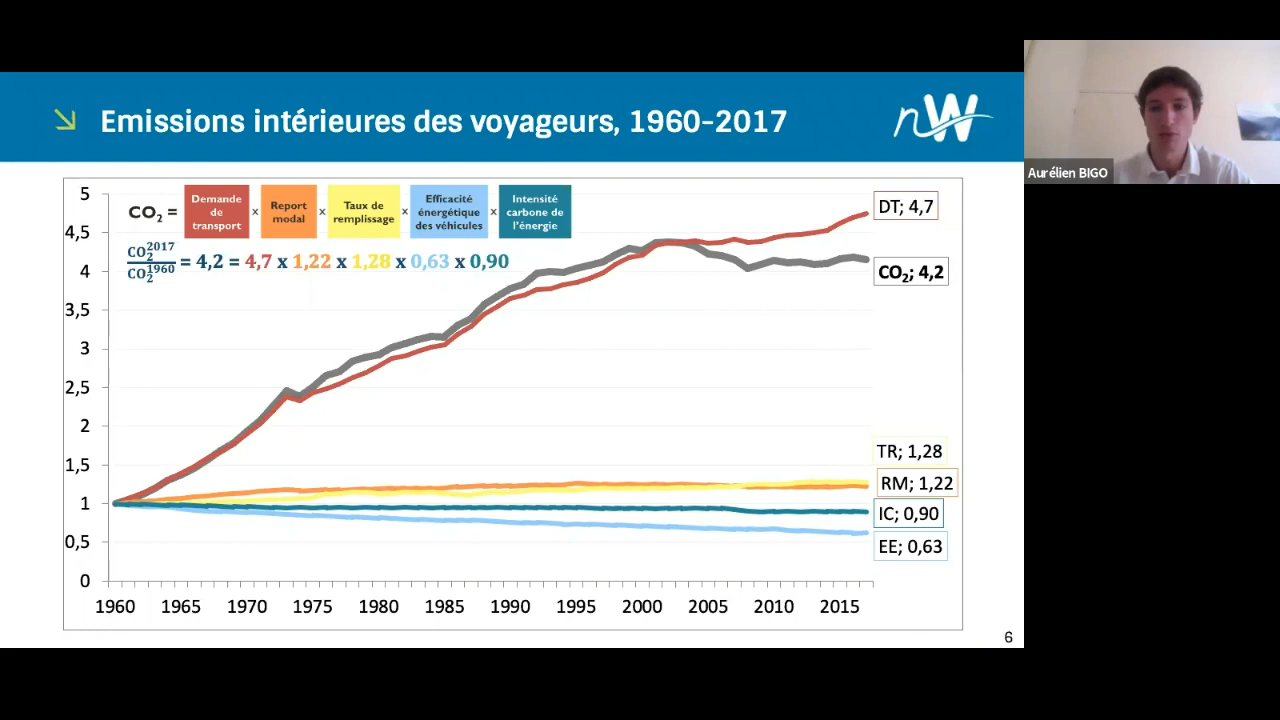 Emissions intérieures des voyageurs, 1960-2017
nW
Aurélien BIGO
CO₂ = Demande de transport x Report modal x Taux de remplissage x Efficacité énergétique des véhicules x Intensité carbone de l'énergie
CO₂²⁰¹⁷ / CO₂¹⁹⁶⁰ = 4,2 = 4,7 x 1,22 x 1,28 x 0,63 x 0,90
5
4,5
4
3,5
3
2,5
2
1,5
1
0,5
0
DT; 4,7
CO₂; 4,2
TR; 1,28
RM; 1,22
IC; 0,90
EE; 0,63
1960 1965 1970 1975 1980 1985 1990 1995 2000 2005 2010 2015
6